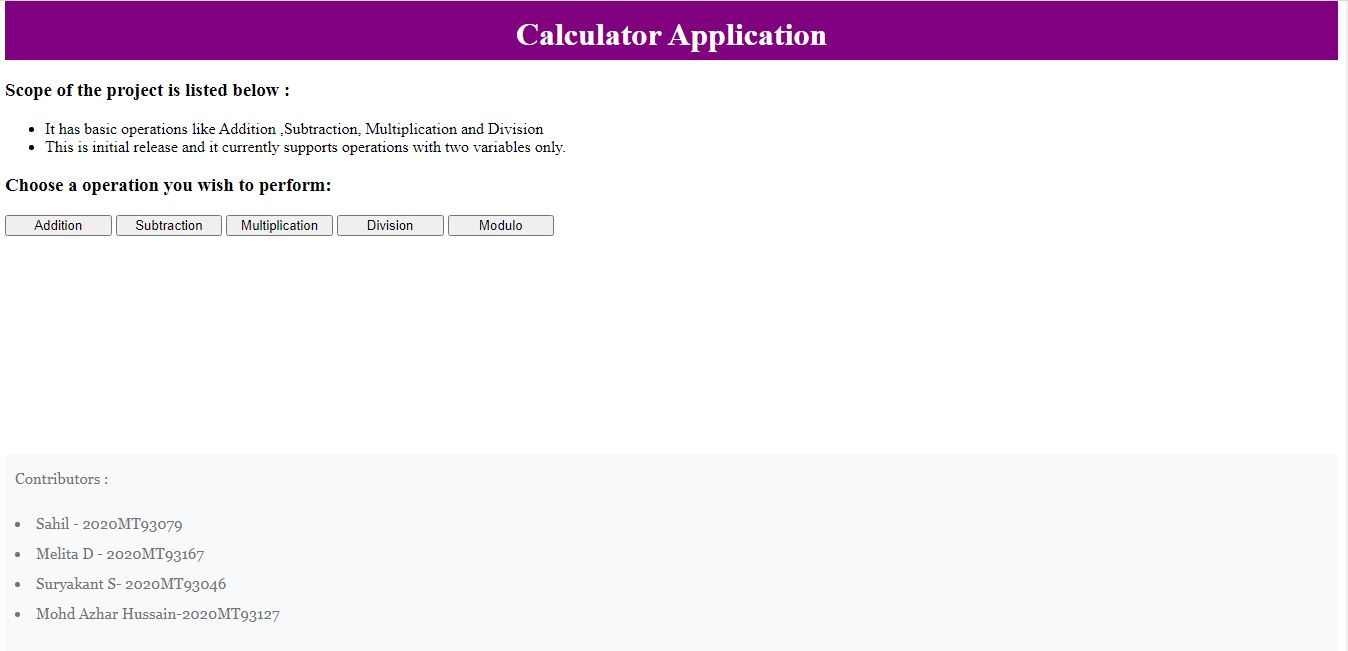 Calculator Application
Scope of the project is listed below :
It has basic operations like Addition ,Subtraction, Multiplication and Division
This is initial release and it currently supports operations with two variables only.
Choose a operation you wish to perform:
Addition Subtraction Multiplication Division Modulo
Contributors :
Sahil - 2020MT93079
Melita D - 2020MT93167
Suryakant S- 2020MT93046
Mohd Azhar Hussain-2020MT93127